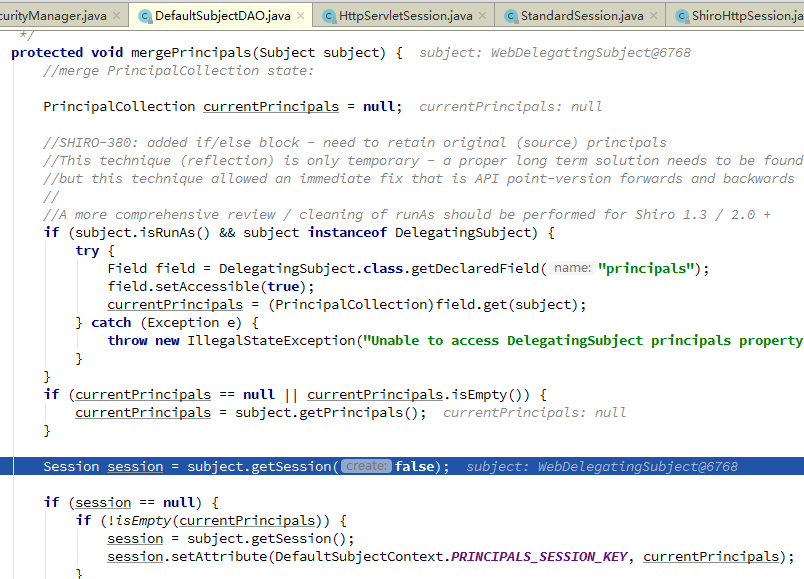 curityManager.java × DefaultSubjectDAO.java × HttpServletSession.java × StandardSession.java × ShiroHttpSession.ja
*/
protected void mergePrincipals(Subject subject) { subject: WebDelegatingSubject@6768
//merge PrincipalCollection state:
PrincipalCollection currentPrincipals = null; currentPrincipals: null
//SHIRO-380: added if/else block - need to retain original (source) principals
//This technique (reflection) is only temporary - a proper long term solution needs to be found
//but this technique allowed an immediate fix that is API point-version forwards and backwards
//
//A more comprehensive review / cleaning of runAs should be performed for Shiro 1.3 / 2.0 +
if (subject.isRunAs() && subject instanceof DelegatingSubject) {
try {
Field field = DelegatingSubject.class.getDeclaredField( name: "principals");
field.setAccessible(true);
currentPrincipals = (PrincipalCollection)field.get(subject);
} catch (Exception e) {
throw new IllegalStateException("Unable to access DelegatingSubject principals property
}
}
if (currentPrincipals == null || currentPrincipals.isEmpty()) {
currentPrincipals = subject.getPrincipals(); currentPrincipals: null
}
Session session = subject.getSession( create: false); subject: WebDelegatingSubject@6768
if (session == null) {
if (!isEmpty(currentPrincipals)) {
session = subject.getSession();
session.setAttribute(DefaultSubjectContext.PRINCIPALS_SESSION_KEY, currentPrincipals);
}